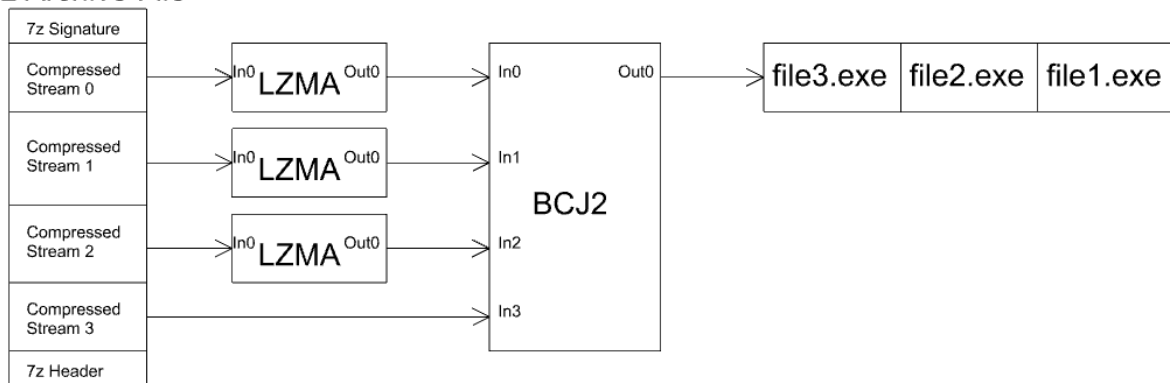 7z Signature
Compressed
Stream 0
In0 LZMA Out0
In0 Out0
file3.exe file2.exe file1.exe
Compressed
Stream 1
In0 LZMA Out0
In1
BCJ2
Compressed
Stream 2
In0 LZMA Out0
In2
Compressed
Stream 3
In3
7z Header